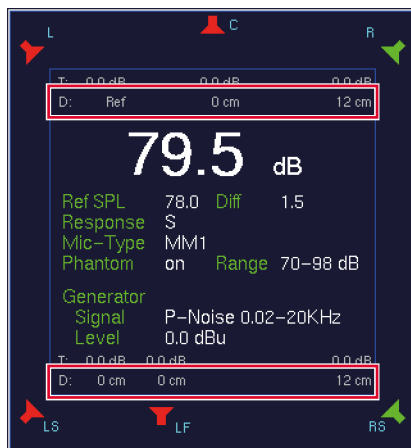 L C R
T: 0.0 dB 0.0 dB 0.0 dB
D: Ref 0 cm 12 cm
79.5 dB
Ref SPL 78.0 Diff 1.5
Response S
Mic-Type MM1
Phantom on Range 70-98 dB
Generator
Signal P-Noise 0.02-20KHz
Level 0.0 dBu
T: 0.0 dB 0.0 dB 0.0 dB
D: 0 cm 0 cm 12 cm
LS LF RS